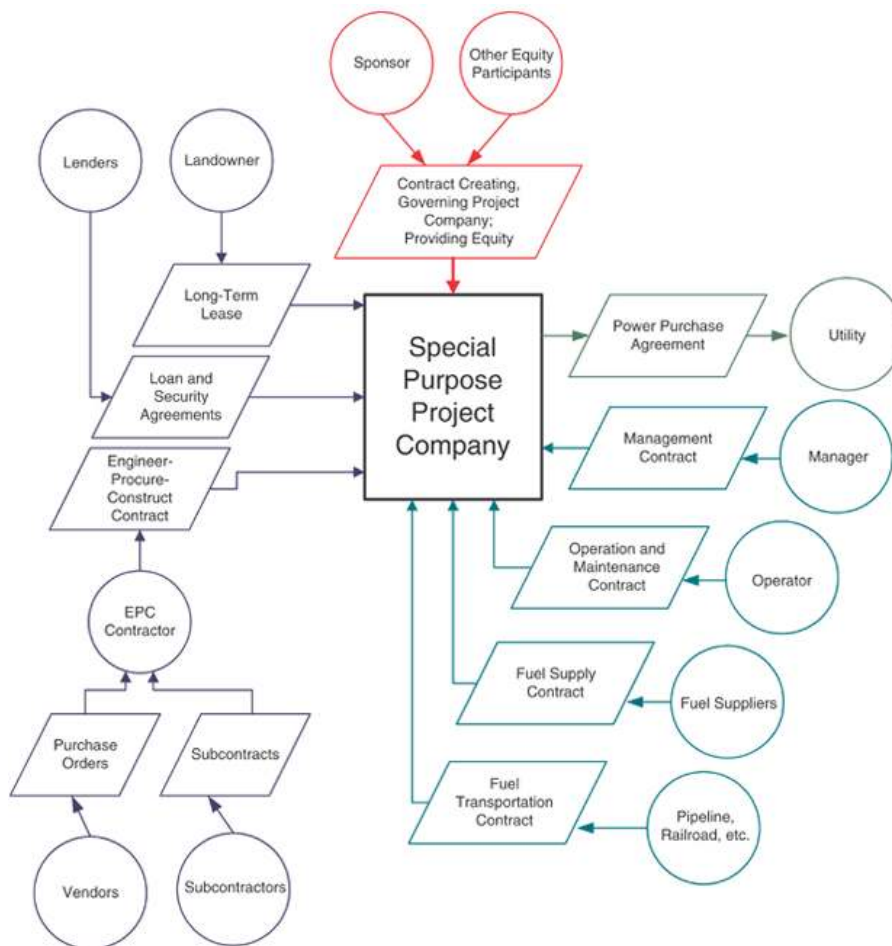 Sponsor
Other Equity
Participants
Lenders
Landowner
Contract Creating,
Governing Project
Company;
Providing Equity
Long-Term
Lease
Special
Purpose
Project
Company
Power Purchase
Agreement
Utility
Loan and
Security
Agreements
Management
Contract
Manager
Engineer-
Procure-
Construct
Contract
Operation and
Maintenance
Contract
Operator
EPC
Contractor
Fuel Supply
Contract
Fuel Suppliers
Purchase
Orders
Subcontracts
Fuel
Transportation
Contract
Pipeline,
Railroad, etc.
Vendors
Subcontractors